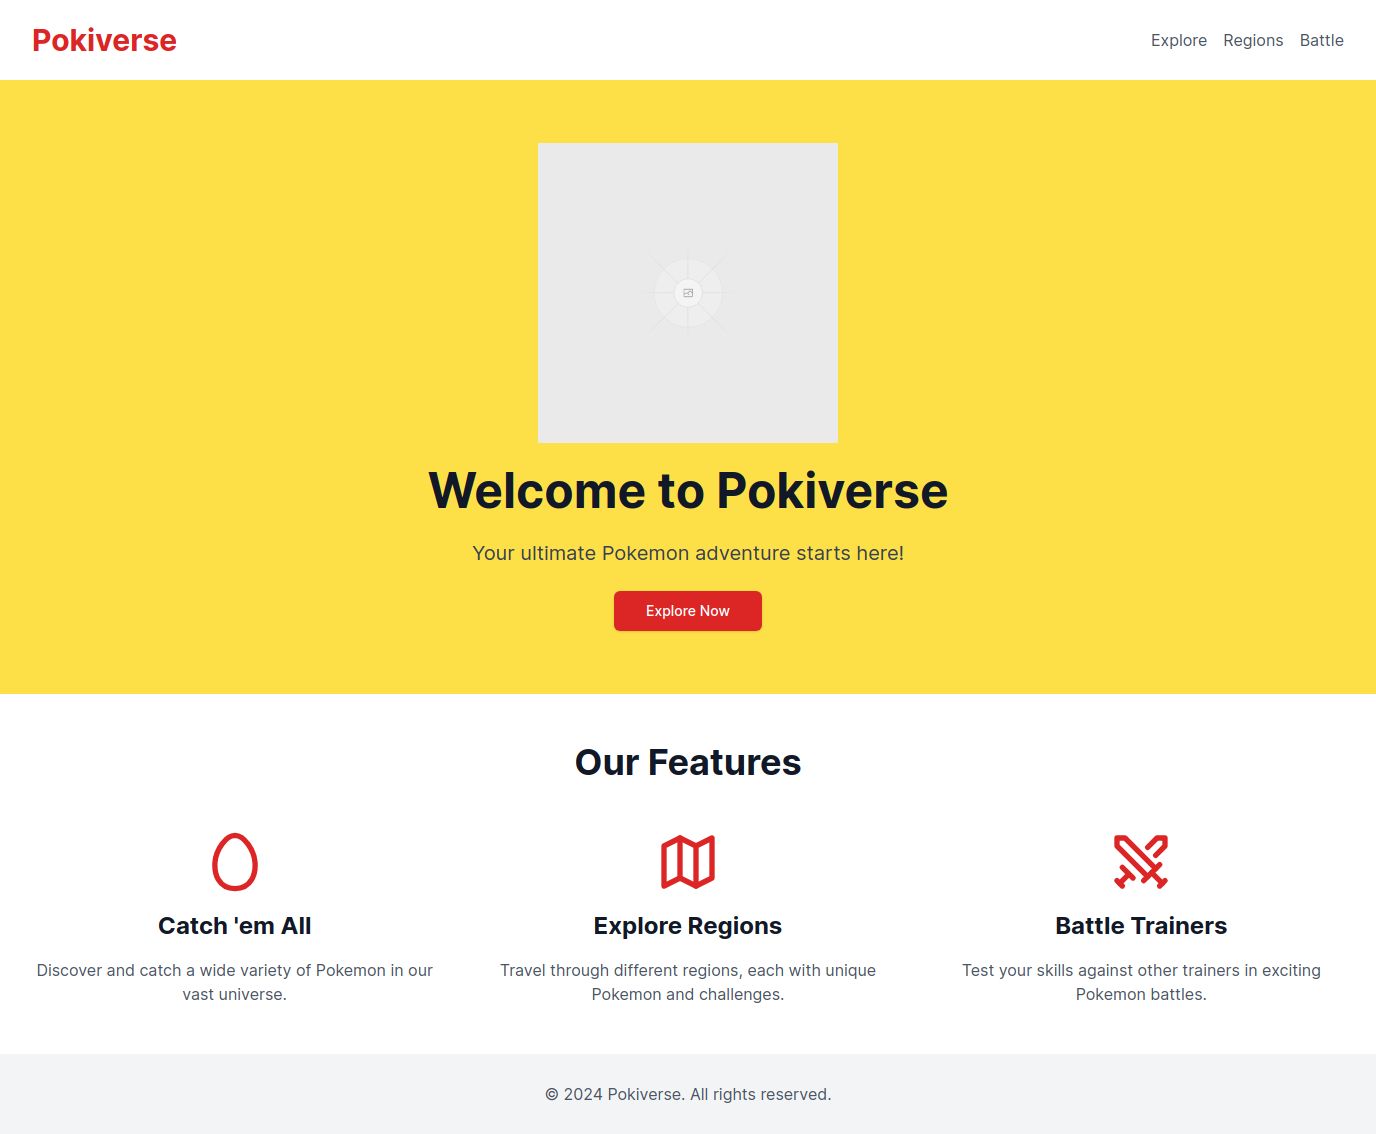 Pokiverse
Explore Regions Battle
Welcome to Pokiverse
Your ultimate Pokemon adventure starts here!
Explore Now
Our Features
Catch 'em All
Discover and catch a wide variety of Pokemon in our
vast universe.
Explore Regions
Travel through different regions, each with unique
Pokemon and challenges.
Battle Trainers
Test your skills against other trainers in exciting
Pokemon battles.
© 2024 Pokiverse. All rights reserved.